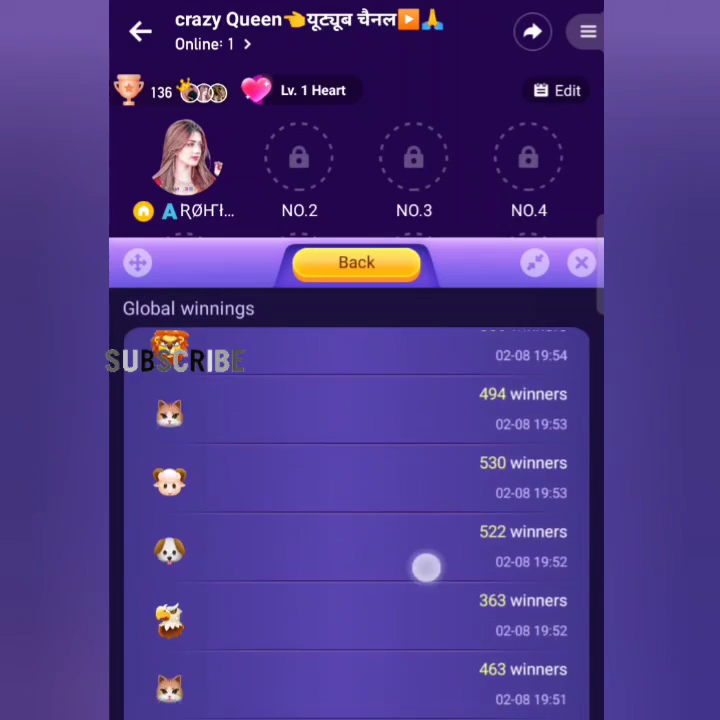 crazy Queen👈यूट्यूब चैनल▶️🙏
Online: 1 >
136
Lv. 1 Heart
Edit
NO.2
NO.3
NO.4
Back
Global winnings
SUBSCRIBE
02-08 19:54
494 winners
02-08 19:53
530 winners
02-08 19:53
522 winners
02-08 19:52
363 winners
02-08 19:52
463 winners
02-08 19:51